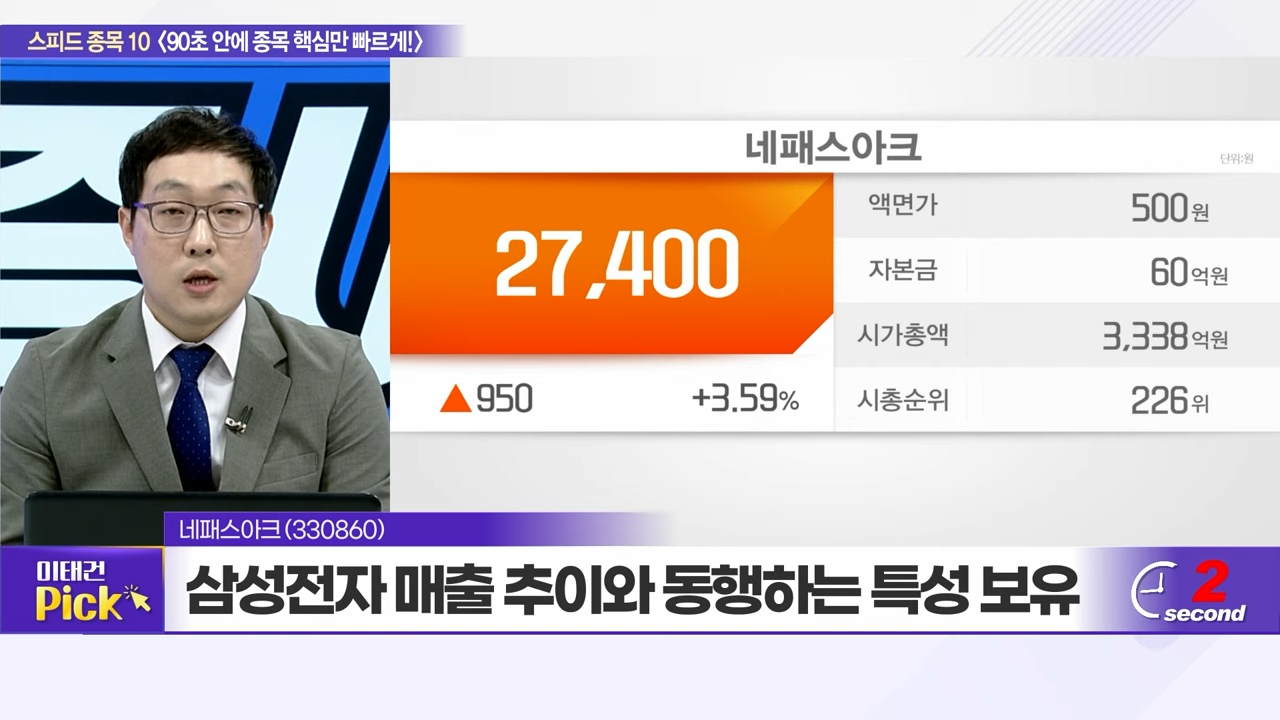 스피드 종목 10 〈90초 안에 종목 핵심만 빠르게!〉
네패스아크
단위:원
27,400
▲950 +3.59%
액면가 500원
자본금 60억원
시가총액 3,338억원
시총순위 226위
네패스아크(330860)
이태건
Pick
삼성전자 매출 추이와 동행하는 특성 보유
2
second